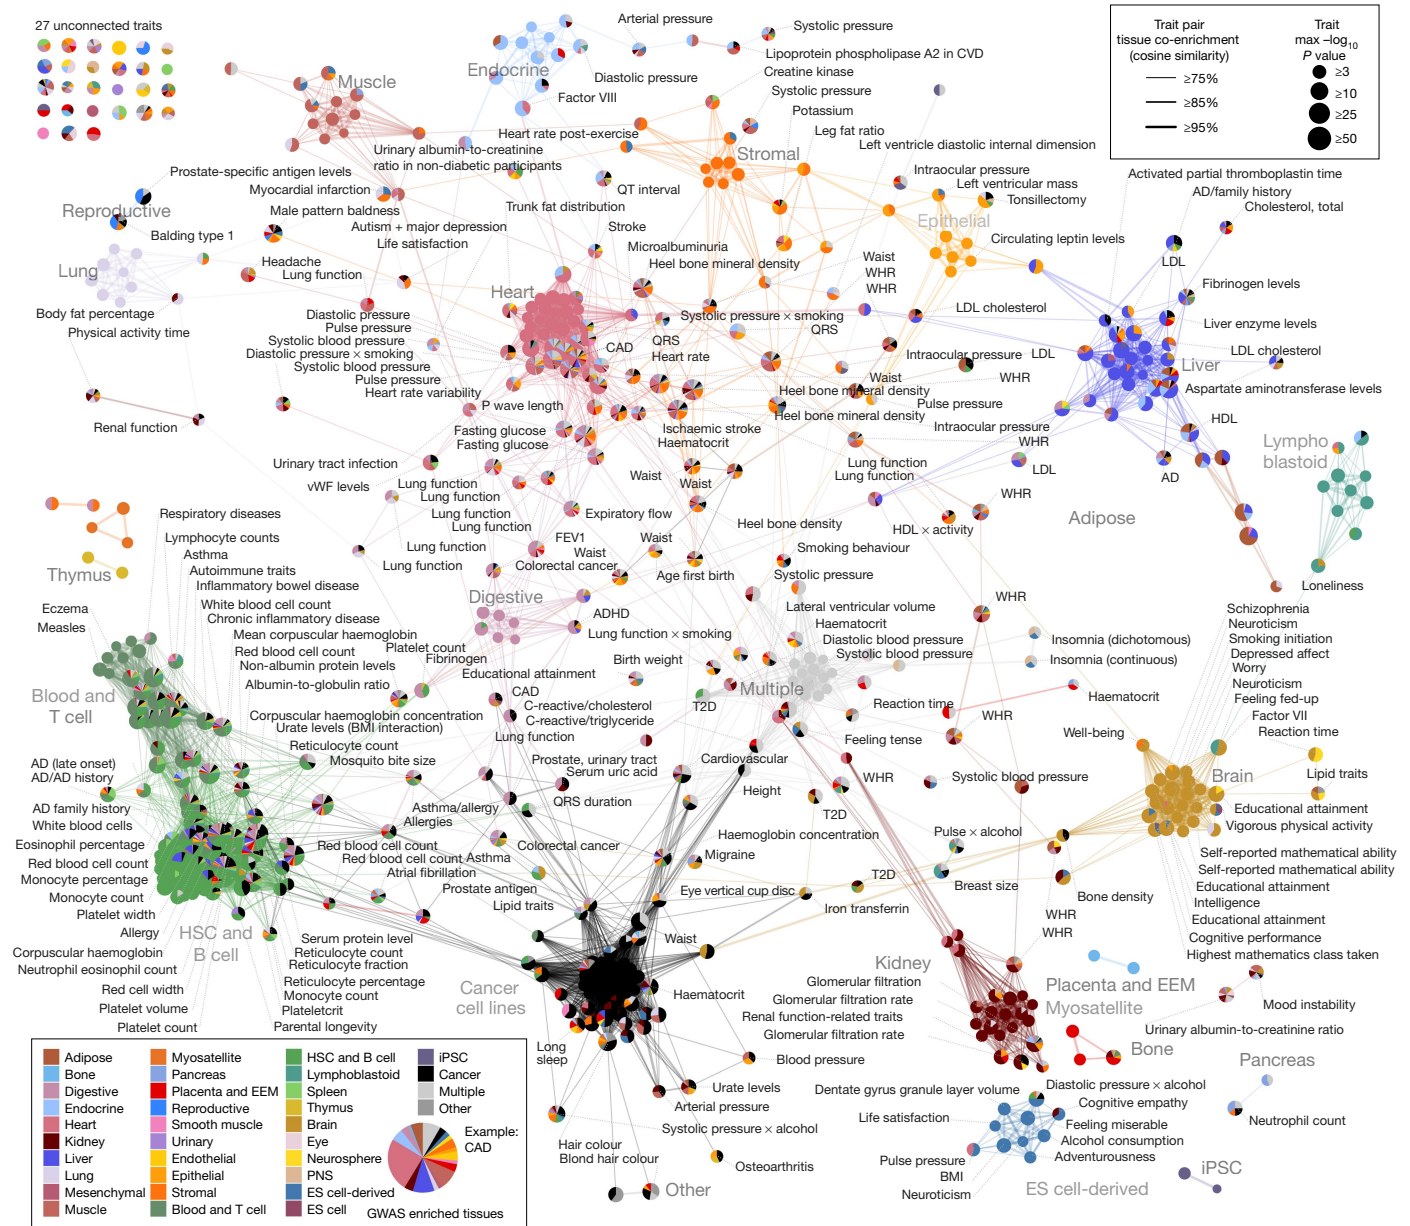 27 unconnected traits
Muscle
Endocrine
Arterial pressure
Systolic pressure
Lipoprotein phospholipase A2 in CVD
Diastolic pressure
Creatine kinase
Factor VIII
Systolic pressure
Potassium
Trait pair
tissue co-enrichment
(cosine similarity)
≥75%
≥85%
≥95%
Trait
max –log10
P value
≥3
≥10
≥25
≥50
Heart rate post-exercise
Leg fat ratio
Urinary albumin-to-creatinine
ratio in non-diabetic participants
Stromal
Left ventricle diastolic internal dimension
Prostate-specific antigen levels
Myocardial infarction
QT interval
Intraocular pressure
Left ventricular mass
Tonsillectomy
Activated partial thromboplastin time
AD/family history
Cholesterol, total
Reproductive
Male pattern baldness
Trunk fat distribution
Epithelial
Balding type 1
Autism + major depression
Life satisfaction
Stroke
Microalbuminuria
Heel bone mineral density
Circulating leptin levels
LDL
Lung
Headache
Lung function
Waist
WHR
WHR
Heart
Fibrinogen levels
Body fat percentage
Physical activity time
Diastolic pressure
Pulse pressure
Systolic blood pressure
Diastolic pressure × smoking
Systolic blood pressure
Pulse pressure
Heart rate variability
Systolic pressure × smoking
QRS
LDL cholesterol
Liver enzyme levels
CAD
QRS
Heart rate
Intraocular pressure
LDL
LDL cholesterol
Liver
Waist
WHR
Aspartate aminotransferase levels
Heel bone mineral density
Pulse pressure
P wave length
Heel bone mineral density
HDL
Renal function
Fasting glucose
Fasting glucose
Ischaemic stroke
Haematocrit
Intraocular pressure
WHR
Lympho
blastoid
Urinary tract infection
vWF levels
Lung function
Lung function
Lung function
Lung function
Waist
Waist
Lung function
Lung function
LDL
AD
WHR
Adipose
Respiratory diseases
Lymphocyte counts
Asthma
Autoimmune traits
Inflammatory bowel disease
Expiratory flow
Heel bone density
HDL × activity
Lung function
Lung function
FEV1
Waist
Colorectal cancer
Waist
Smoking behaviour
Age first birth
Systolic pressure
Thymus
White blood cell count
Chronic inflammatory disease
Mean corpuscular haemoglobin
Red blood cell count
Non-albumin protein levels
Albumin-to-globulin ratio
Digestive
ADHD
Lateral ventricular volume
Haematocrit
Diastolic blood pressure
Systolic blood pressure
WHR
Loneliness
Eczema
Measles
Platelet count
Fibrinogen
Lung function × smoking
Insomnia (dichotomous)
Insomnia (continuous)
Schizophrenia
Neuroticism
Smoking initiation
Depressed affect
Worry
Neuroticism
Feeling fed-up
Factor VII
Reaction time
Educational attainment
Birth weight
Blood and
T cell
Multiple
Haematocrit
Corpuscular haemoglobin concentration
Urate levels (BMI interaction)
Reticulocyte count
Mosquito bite size
CAD
C-reactive/cholesterol
C-reactive/triglyceride
Lung function
T2D
Reaction time
WHR
Feeling tense
Well-being
AD (late onset)
AD/AD history
Prostate, urinary tract
Serum uric acid
Cardiovascular
WHR
Systolic blood pressure
Brain
Lipid traits
AD family history
White blood cells
Eosinophil percentage
Red blood cell count
Monocyte percentage
Monocyte count
Platelet width
Allergy
QRS duration
Height
T2D
Asthma/allergy
Allergies
Red blood cell count
Red blood cell count
Asthma
Atrial fibrillation
Prostate antigen
Lipid traits
Colorectal cancer
Haemoglobin concentration
Migraine
Pulse × alcohol
Educational attainment
Vigorous physical activity
Self-reported mathematical ability
Self-reported mathematical ability
Educational attainment
Intelligence
Educational attainment
Cognitive performance
Highest mathematics class taken
Eye vertical cup disc
T2D
Breast size
Bone density
Iron transferrin
WHR
WHR
HSC and
B cell
Corpuscular haemoglobin
Neutrophil eosinophil count
Red cell width
Platelet volume
Platelet count
Serum protein level
Reticulocyte count
Reticulocyte fraction
Reticulocyte percentage
Monocyte count
Plateletcrit
Parental longevity
Waist
Kidney
Cancer
cell lines
Haematocrit
Glomerular filtration
Glomerular filtration rate
Renal function-related traits
Glomerular filtration rate
Placenta and EEM
Myosatellite
Mood instability
Urinary albumin-to-creatinine ratio
Bone
Long
sleep
Blood pressure
Pancreas
Urate levels
Arterial pressure
Systolic pressure × alcohol
Dentate gyrus granule layer volume
Diastolic pressure × alcohol
Cognitive empathy
Life satisfaction
Feeling miserable
Alcohol consumption
Adventurousness
Neutrophil count
Hair colour
Blond hair colour
Osteoarthritis
Pulse pressure
BMI
Neuroticism
ES cell-derived
iPSC
Other
Adipose
Bone
Digestive
Endocrine
Heart
Kidney
Liver
Lung
Mesenchymal
Muscle
Myosatellite
Pancreas
Placenta and EEM
Reproductive
Smooth muscle
Urinary
Endothelial
Epithelial
Stromal
Blood and T cell
HSC and B cell
Lymphoblastoid
Spleen
Thymus
Brain
Eye
Neurosphere
PNS
ES cell-derived
ES cell
iPSC
Cancer
Multiple
Other
Example:
CAD
GWAS enriched tissues